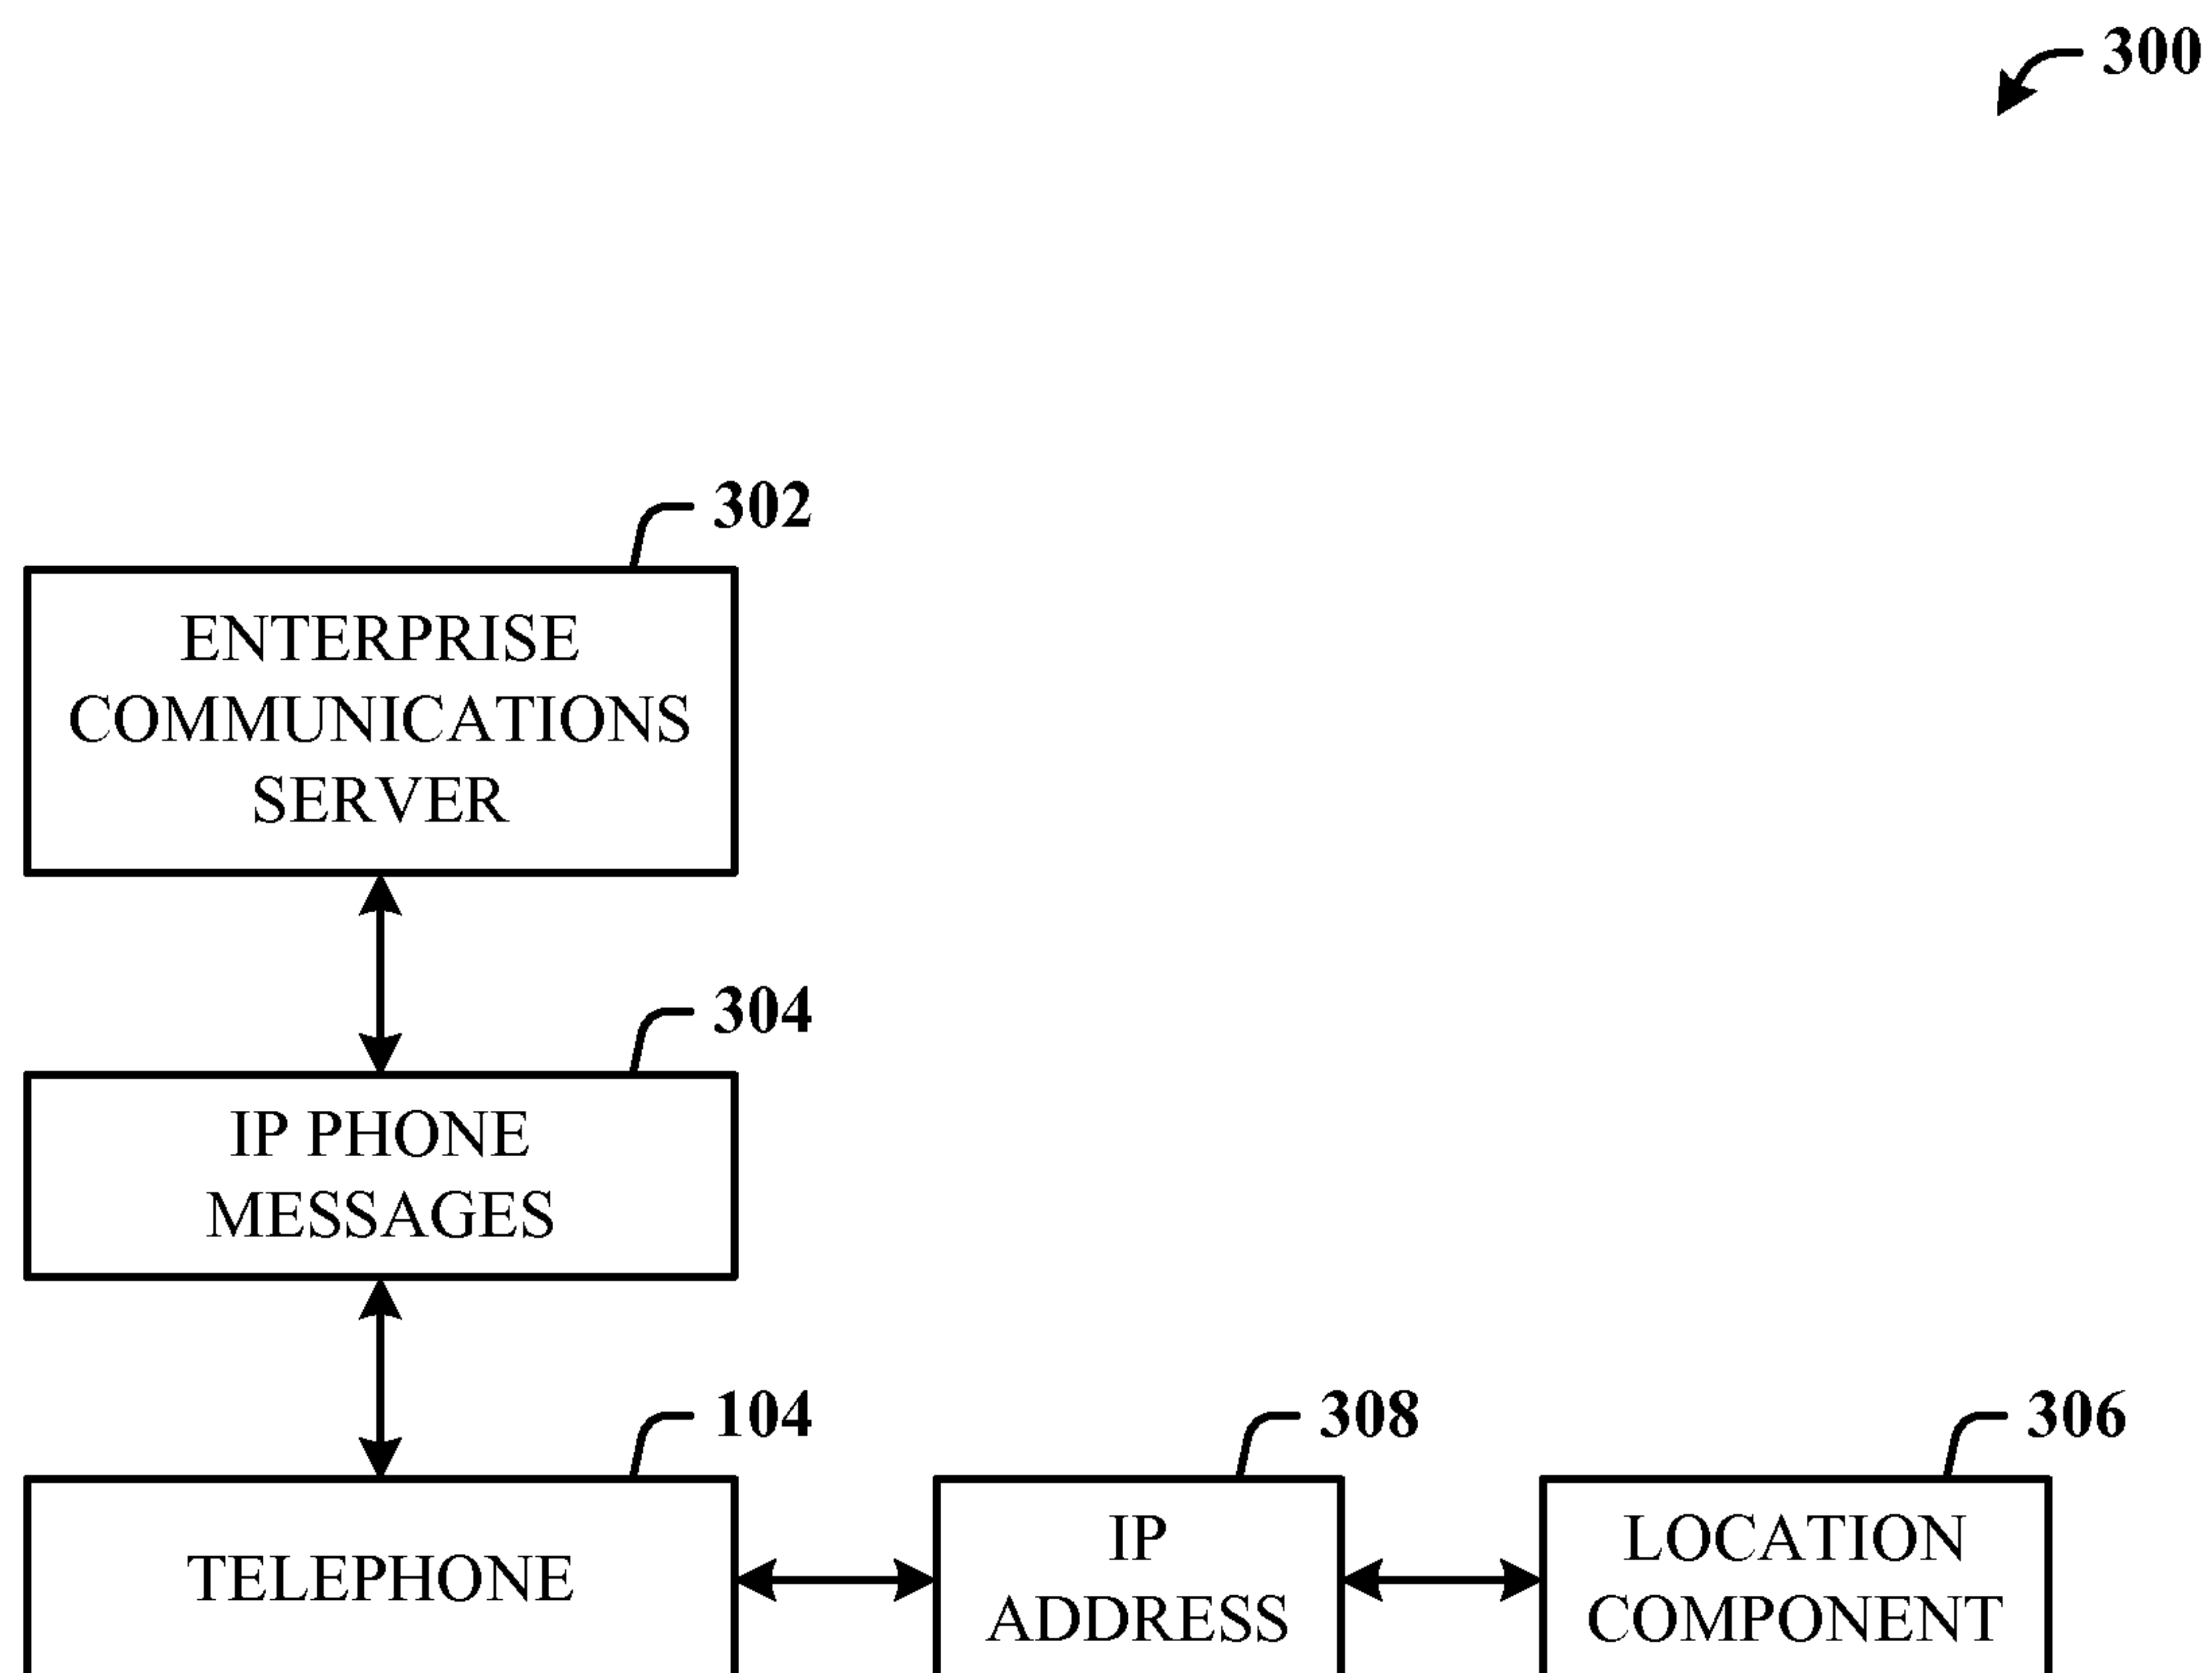 300
302
ENTERPRISE
COMMUNICATIONS
SERVER
304
IP PHONE
MESSAGES
104
TELEPHONE
308
IP
ADDRESS
306
LOCATION
COMPONENT